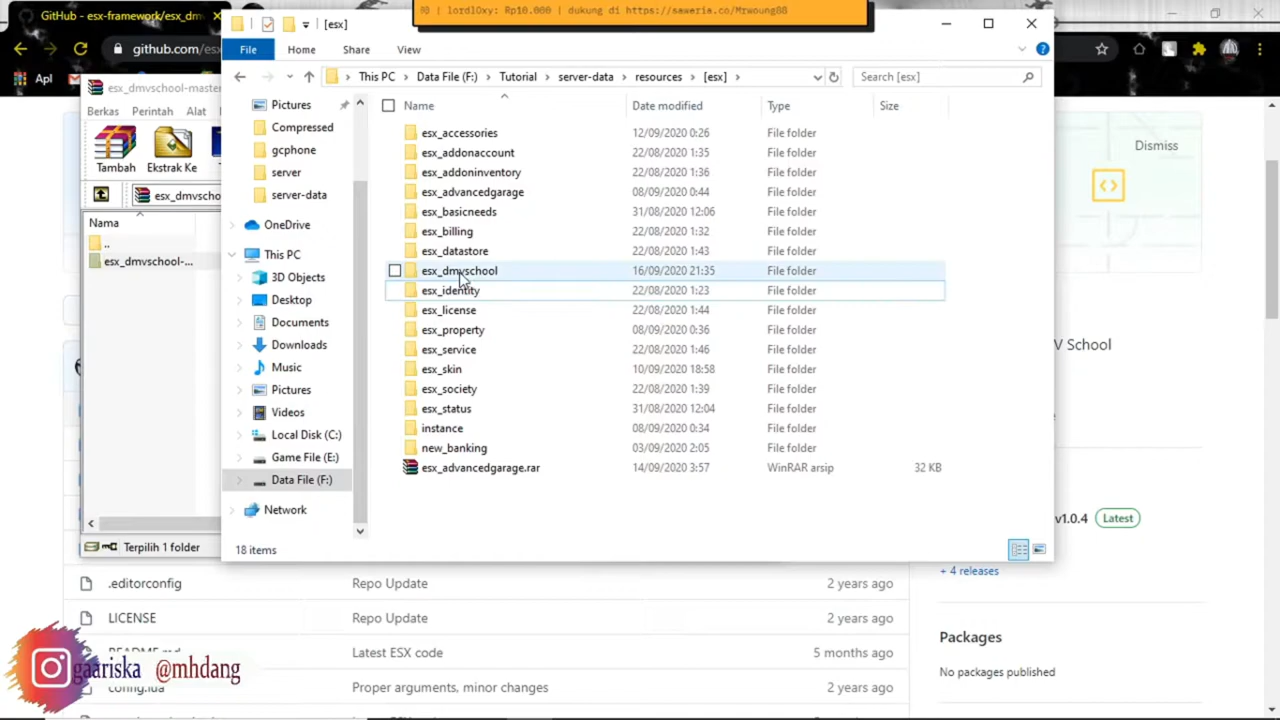 lordl0xy: Rp10.000 | dukung di https://saweria.co/Mrwoung88
GitHub - esx-framework/esx_dm
github.com/es
Apl
esx_dmvschool-master
Berkas Perintah Alat
Tambah Ekstrak Ke
esx_dmvscho
Nama
..
esx_dmvschool-...
Terpilih 1 folder
[esx]
File Home Share View
This PC > Data File (F:) > Tutorial > server-data > resources > [esx] >
Search [esx]
Pictures
Compressed
gcphone
server
server-data
OneDrive
This PC
3D Objects
Desktop
Documents
Downloads
Music
Pictures
Videos
Local Disk (C:)
Game File (E:)
Data File (F:)
Network
Name Date modified Type Size
esx_accessories 12/09/2020 0:26 File folder
esx_addonaccount 22/08/2020 1:35 File folder
esx_addoninventory 22/08/2020 1:36 File folder
esx_advancedgarage 08/09/2020 0:44 File folder
esx_basicneeds 31/08/2020 12:06 File folder
esx_billing 22/08/2020 1:32 File folder
esx_datastore 22/08/2020 1:43 File folder
esx_dmvschool 16/09/2020 21:35 File folder
esx_identity 22/08/2020 1:23 File folder
esx_license 22/08/2020 1:44 File folder
esx_property 08/09/2020 0:36 File folder
esx_service 22/08/2020 1:46 File folder
esx_skin 10/09/2020 18:58 File folder
esx_society 22/08/2020 1:39 File folder
esx_status 31/08/2020 12:04 File folder
instance 08/09/2020 0:34 File folder
new_banking 03/09/2020 2:05 File folder
esx_advancedgarage.rar 14/09/2020 3:57 WinRAR arsip 32 KB
18 items
Dismiss
V School
v1.0.4 Latest
+ 4 releases
Packages
No packages published
.editorconfig Repo Update 2 years ago
LICENSE Repo Update 2 years ago
README.md Latest ESX code 5 months ago
config.lua Proper arguments, minor changes 2 years ago
gaariska @mhdang